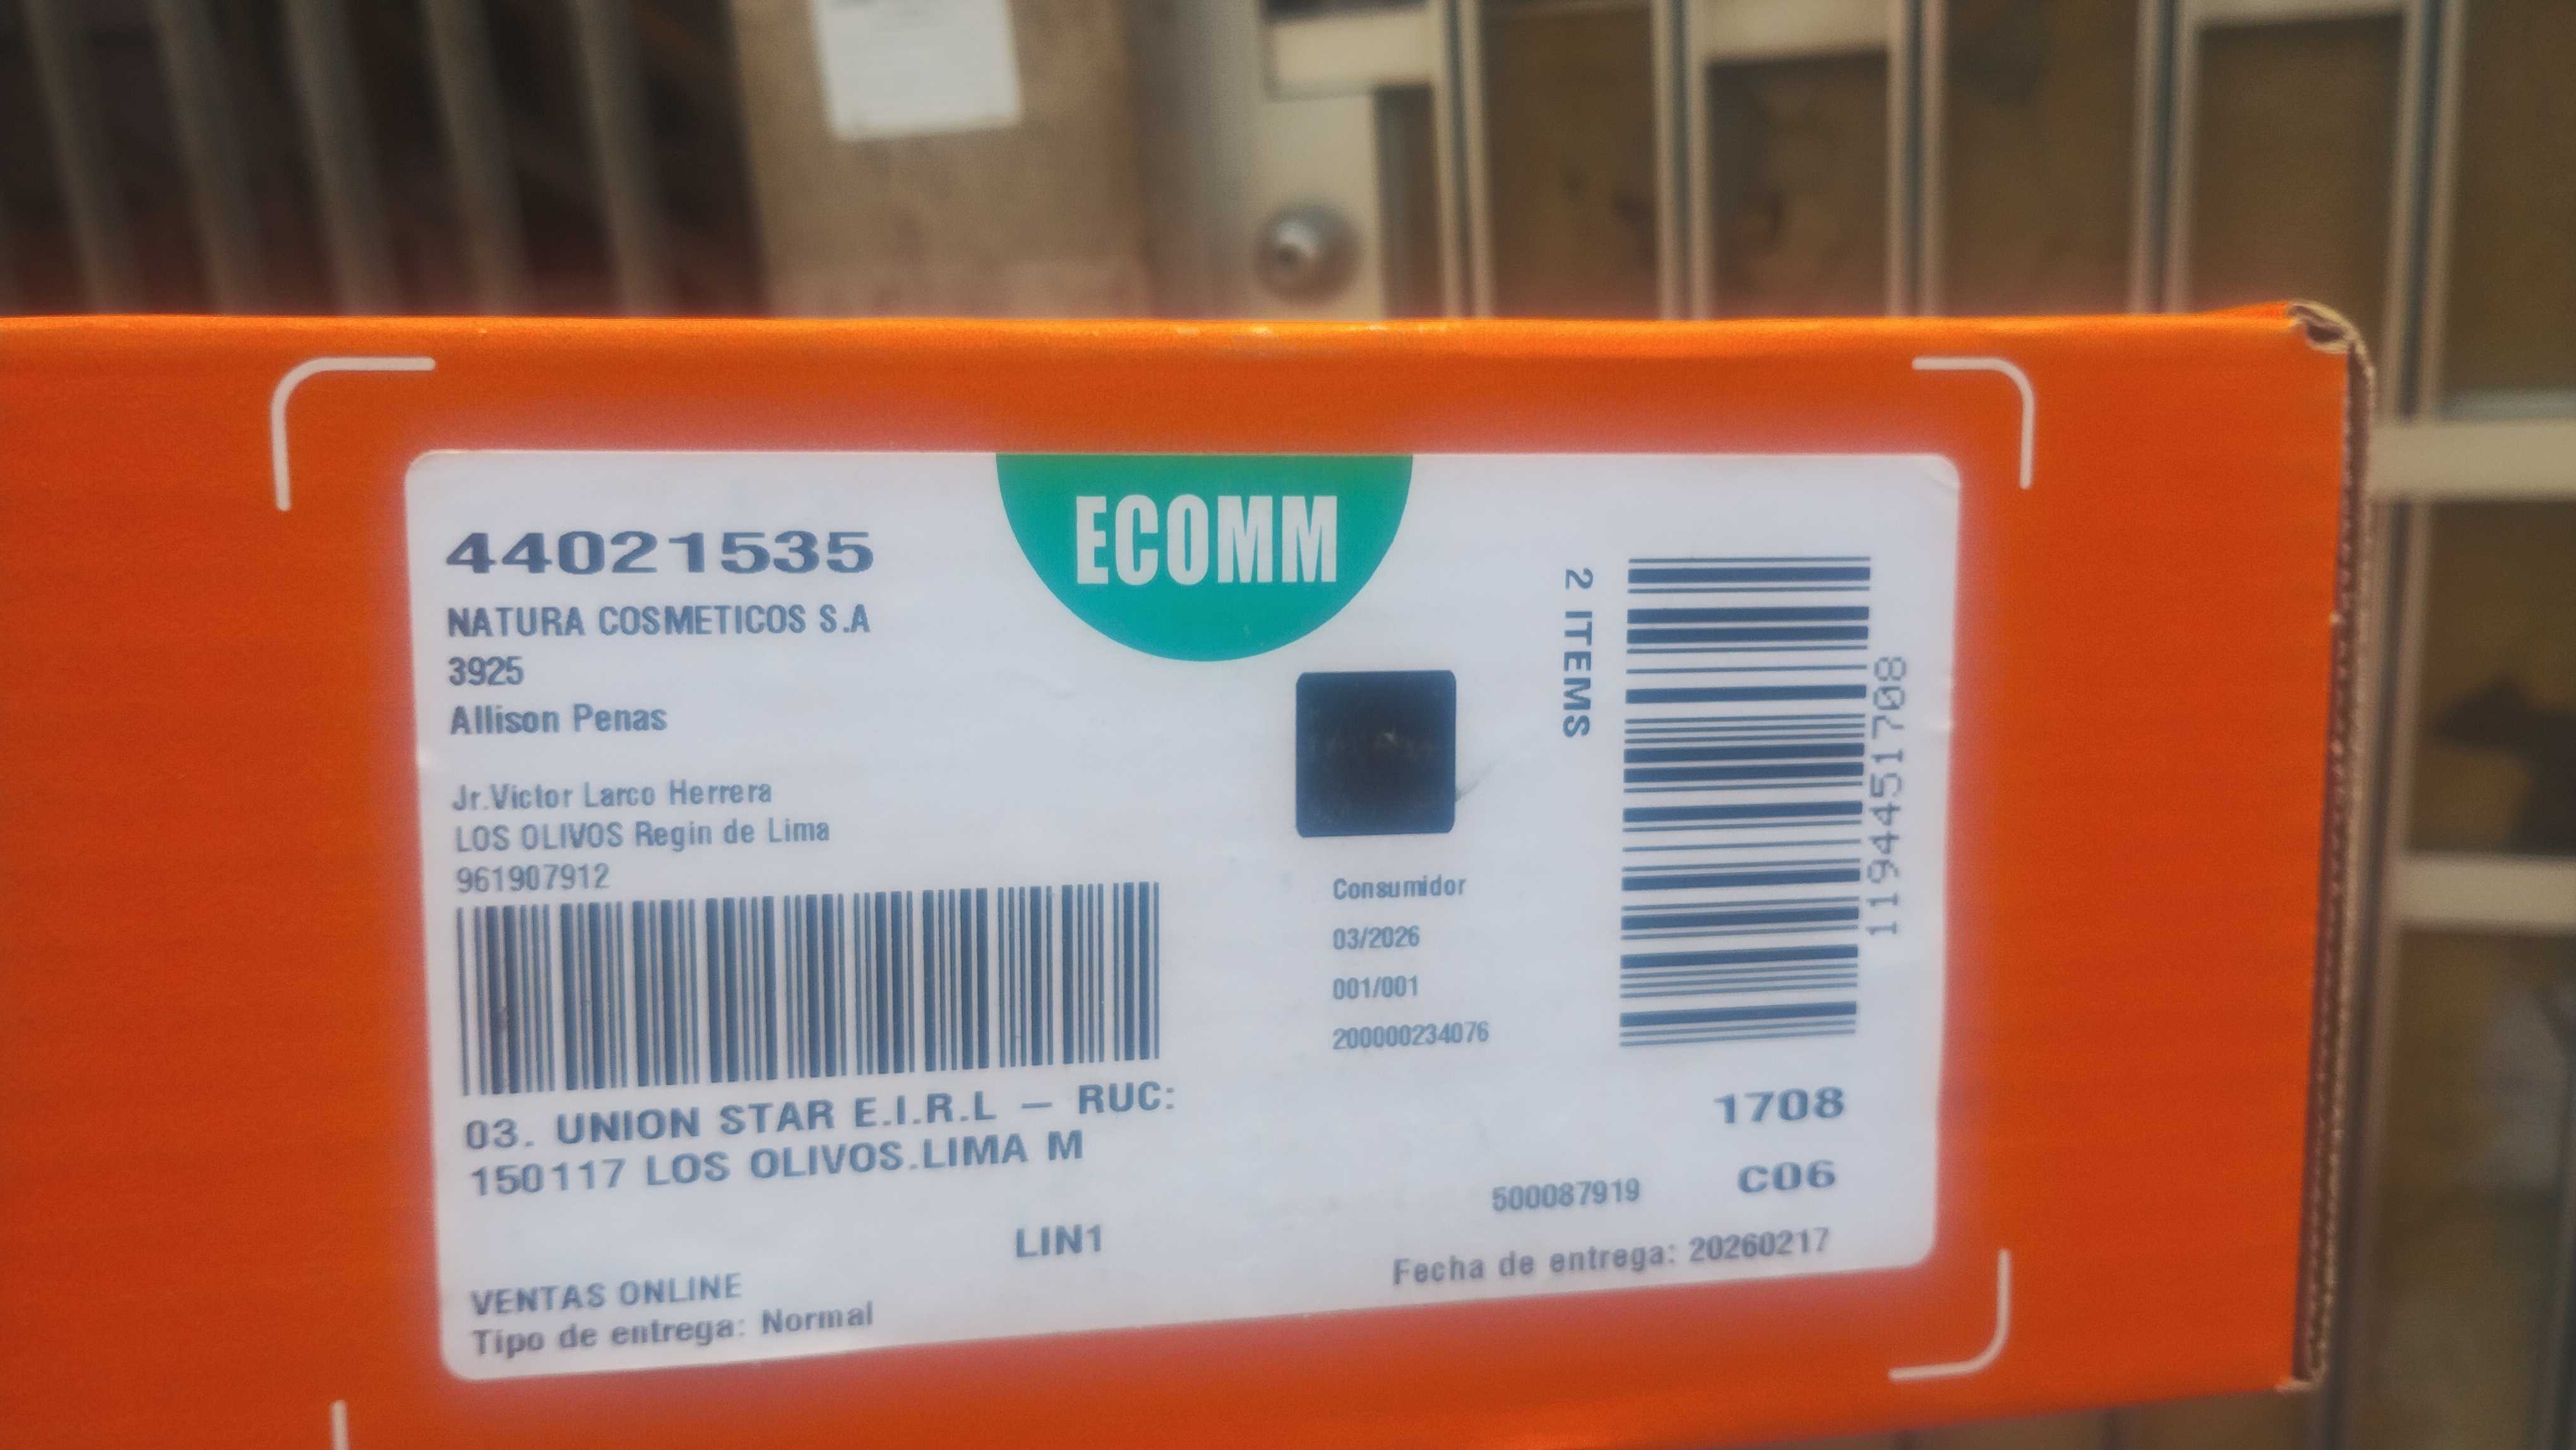 ECOMM
44021535
NATURA COSMETICOS S.A
3925
Allison Penas
Jr.Victor Larco Herrera
LOS OLIVOS Regin de Lima
961907912
03. UNION STAR E.I.R.L — RUC:
150117 LOS OLIVOS.LIMA M
LIN1
VENTAS ONLINE
Tipo de entrega: Normal
2 ITEMS
1194451708
Consumidor
03/2026
001/001
200000234076
1708
C06
500087919
Fecha de entrega: 20260217